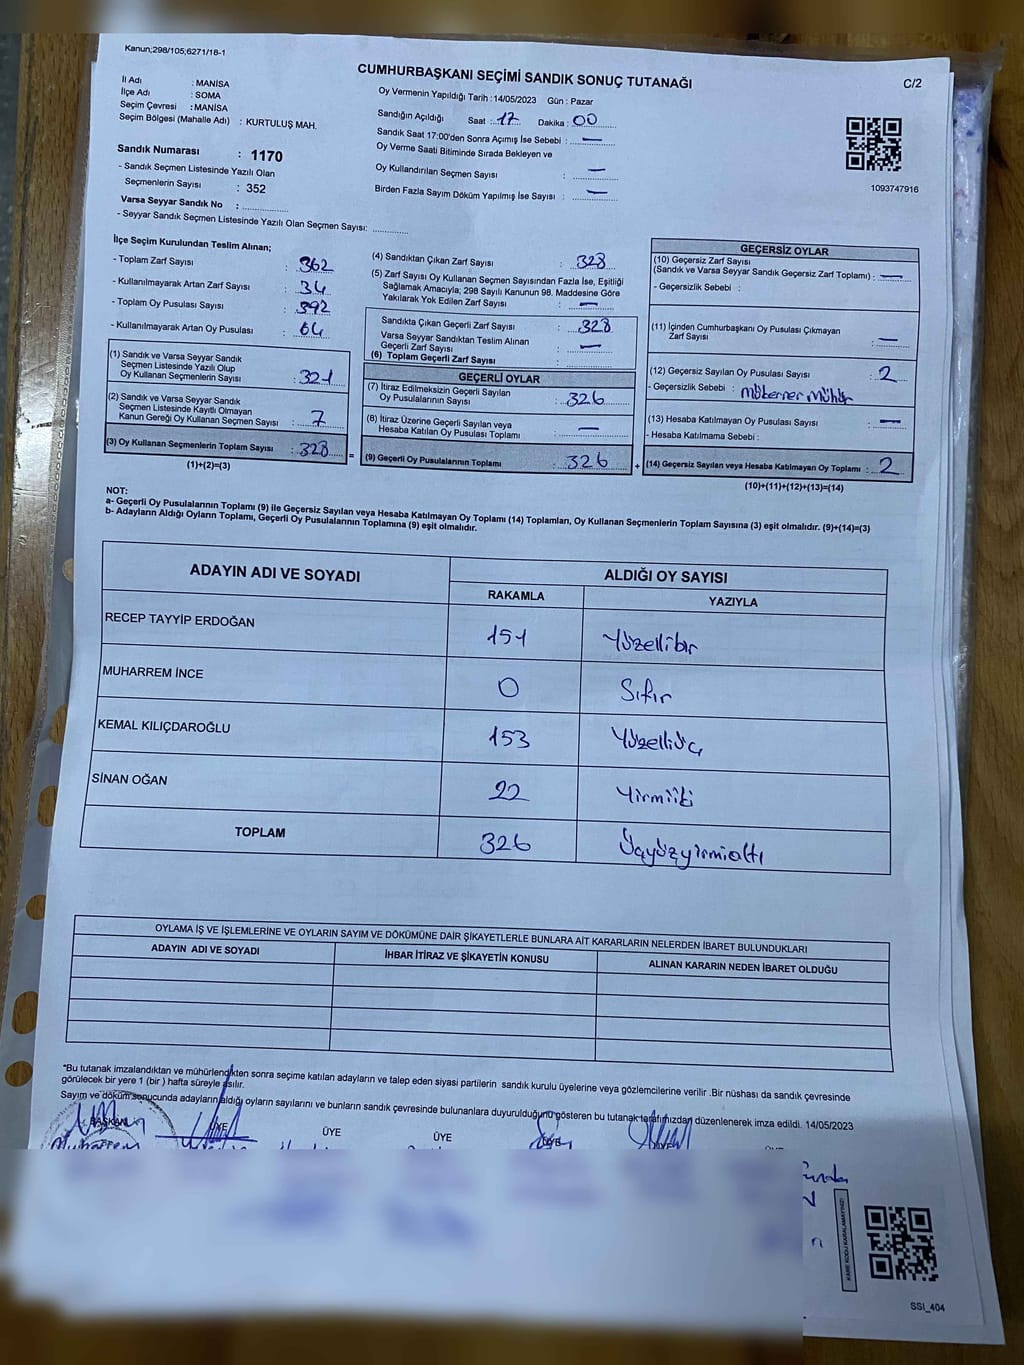 Kanun;298/105;6271/18-1
CUMHURBAŞKANI SEÇİMİ SANDIK SONUÇ TUTANAĞI
C/2
İl Adı : MANİSA
İlçe Adı : SOMA
Seçim Çevresi : MANİSA
Seçim Bölgesi (Mahalle Adı) : KURTULUŞ MAH.
Sandık Numarası : 1170
- Sandık Seçmen Listesinde Yazılı Olan
Seçmenlerin Sayısı : 352
Varsa Seyyar Sandık No :
- Seyyar Sandık Seçmen Listesinde Yazılı Olan Seçmen Sayısı:
Oy Vermenin Yapıldığı Tarih : 14/05/2023 Gün : Pazar
Sandığın Açıldığı Saat : 17 Dakika : 00
Sandık Saat 17:00'den Sonra Açımış İse Sebebi : —
Oy Verme Saati Bitiminde Sırada Bekleyen ve
Oy Kullandırılan Seçmen Sayısı : —
Birden Fazla Sayım Döküm Yapılmış İse Sayısı : —
1093747916
İlçe Seçim Kurulundan Teslim Alınan;
- Toplam Zarf Sayısı : 362
- Kullanılmayarak Artan Zarf Sayısı : 34
- Toplam Oy Pusulası Sayısı : 392
- Kullanılmayarak Artan Oy Pusulası : 64
(1) Sandık ve Varsa Seyyar Sandık
Seçmen Listesinde Yazılı Olup
Oy Kullanan Seçmenlerin Sayısı : 321
(2) Sandık ve Varsa Seyyar Sandık
Seçmen Listesinde Kayıtlı Olmayan
Kanun Gereği Oy Kullanan Seçmen Sayısı : 7
(3) Oy Kullanan Seçmenlerin Toplam Sayısı : 328
(1)+(2)=(3)
(4) Sandıktan Çıkan Zarf Sayısı : 328
(5) Zarf Sayısı Oy Kullanan Seçmen Sayısından Fazla İse, Eşitliği
Sağlamak Amacıyla; 298 Sayılı Kanunun 98. Maddesine Göre
Yakılarak Yok Edilen Zarf Sayısı : —
Sandıkta Çıkan Geçerli Zarf Sayısı : 328
Varsa Seyyar Sandıktan Teslim Alınan
Geçerli Zarf Sayısı : —
(6) Toplam Geçerli Zarf Sayısı :
GEÇERLİ OYLAR
(7) İtiraz Edilmeksizin Geçerli Sayılan
Oy Pusulalarının Sayısı : 326
(8) İtiraz Üzerine Geçerli Sayılan veya
Hesaba Katılan Oy Pusulası Toplamı : —
(9) Geçerli Oy Pusulalarının Toplamı : 326
GEÇERSİZ OYLAR
(10) Geçersiz Zarf Sayısı
(Sandık ve Varsa Seyyar Sandık Geçersiz Zarf Toplamı) : —
- Geçersizlik Sebebi :
(11) İçinden Cumhurbaşkanı Oy Pusulası Çıkmayan
Zarf Sayısı : —
(12) Geçersiz Sayılan Oy Pusulası Sayısı : 2
- Geçersizlik Sebebi : Mükerrer Mühür
(13) Hesaba Katılmayan Oy Pusulası Sayısı : —
- Hesaba Katılmama Sebebi :
(14) Geçersiz Sayılan veya Hesaba Katılmayan Oy Toplamı : 2
(10)+(11)+(12)+(13)=(14)
NOT:
a- Geçerli Oy Pusulalarının Toplamı (9) ile Geçersiz Sayılan veya Hesaba Katılmayan Oy Toplamı (14) Toplamları, Oy Kullanan Seçmenlerin Toplam Sayısına (3) eşit olmalıdır. (9)+(14)=(3)
b- Adayların Aldığı Oyların Toplamı, Geçerli Oy Pusulalarının Toplamına (9) eşit olmalıdır.
ADAYIN ADI VE SOYADI ALDIĞI OY SAYISI
RAKAMLA YAZIYLA
RECEP TAYYİP ERDOĞAN 151 Yüzellibir
MUHARREM İNCE 0 Sıfır
KEMAL KILIÇDAROĞLU 153 Yüzelliüç
SİNAN OĞAN 22 Yirmiiki
TOPLAM 326 Üçyüzyirmialtı
OYLAMA İŞ VE İŞLEMLERİNE VE OYLARIN SAYIM VE DÖKÜMÜNE DAİR ŞİKAYETLERLE BUNLARA AİT KARARLARIN NELERDEN İBARET BULUNDUKLARI
ADAYIN ADI VE SOYADI İHBAR İTİRAZ VE ŞİKAYETİN KONUSU ALINAN KARARIN NEDEN İBARET OLDUĞU
"Bu tutanak imzalandıktan ve mühürlendikten sonra seçime katılan adayların ve talep eden siyasi partilerin sandık kurulu üyelerine veya gözlemcilerine verilir .Bir nüshası da sandık çevresinde
görülecek bir yere 1 (bir ) hafta süreyle asılır.
Sayım ve döküm sonucunda adayların aldığı oyların sayılarını ve bunların sandık çevresinde bulunanlara duyurulduğunu gösteren bu tutanak tarafımızdan düzenlenerek imza edildi. 14/05/2023
BAŞKAN ÜYE ÜYE ÜYE ÜYE ÜYE ÜYE
Muharrem
KARE KODU KARALAMAYINIZ!
SSI_404